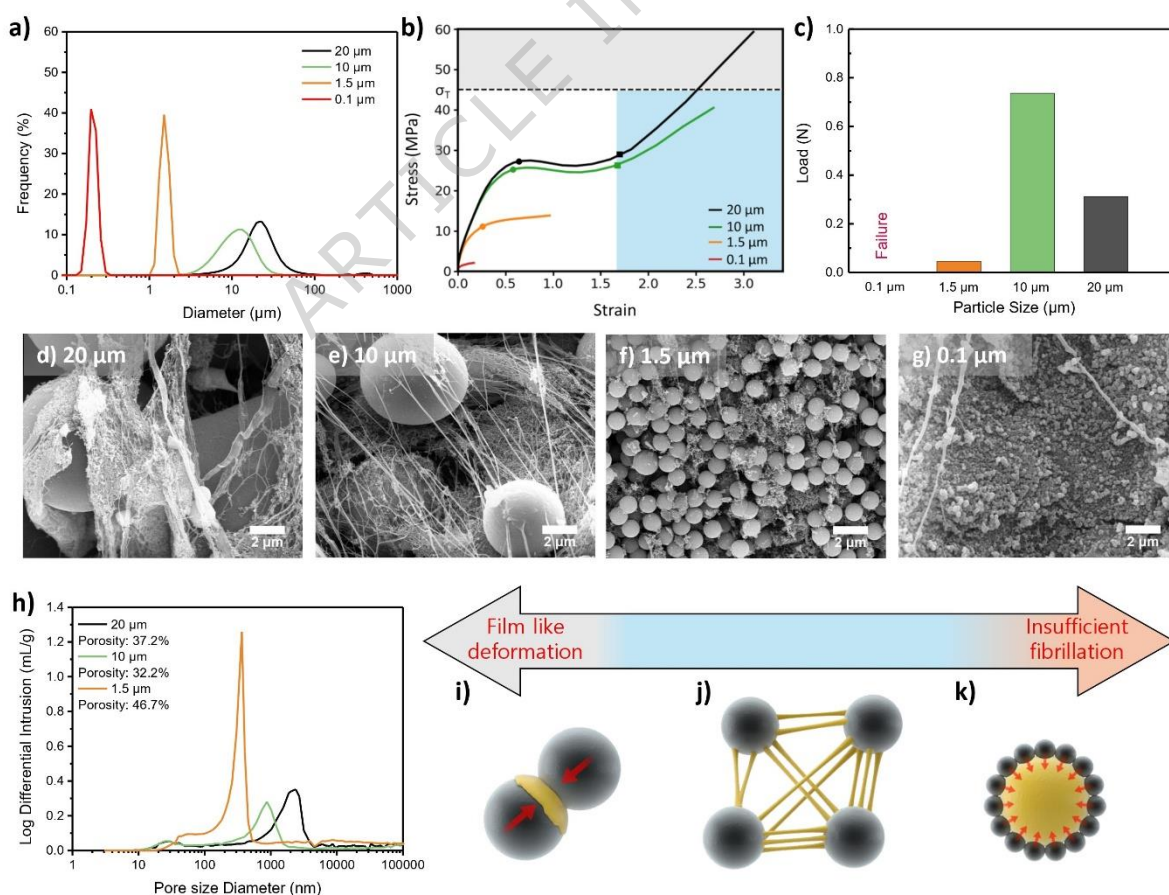 ARTICLE IN
a)
60
50
40
30
20
10
0
0.1
1
10
100
1000
Frequency (%)
Diameter (µm)
20 µm
10 µm
1.5 µm
0.1 µm
b)
60
50
σT
40
30
20
10
0
0.0
0.5
1.0
1.5
2.0
2.5
3.0
Stress (MPa)
Strain
20 µm
10 µm
1.5 µm
0.1 µm
c)
1.0
0.8
0.6
0.4
0.2
0.0
Load (N)
Failure
0.1 µm
1.5 µm
10 µm
20 µm
Particle Size (µm)
d) 20 µm
2 µm
e) 10 µm
2 µm
f) 1.5 µm
2 µm
g) 0.1 µm
2 µm
h)
1.4
1.2
1.0
0.8
0.6
0.4
0.2
0.0
1
10
100
1000
10000
100000
Log Differential Intrusion (mL/g)
Pore size Diameter (nm)
20 µm
Porosity: 37.2%
10 µm
Porosity: 32.2%
1.5 µm
Porosity: 46.7%
Film like
deformation
Insufficient
fibrillation
i)
j)
k)